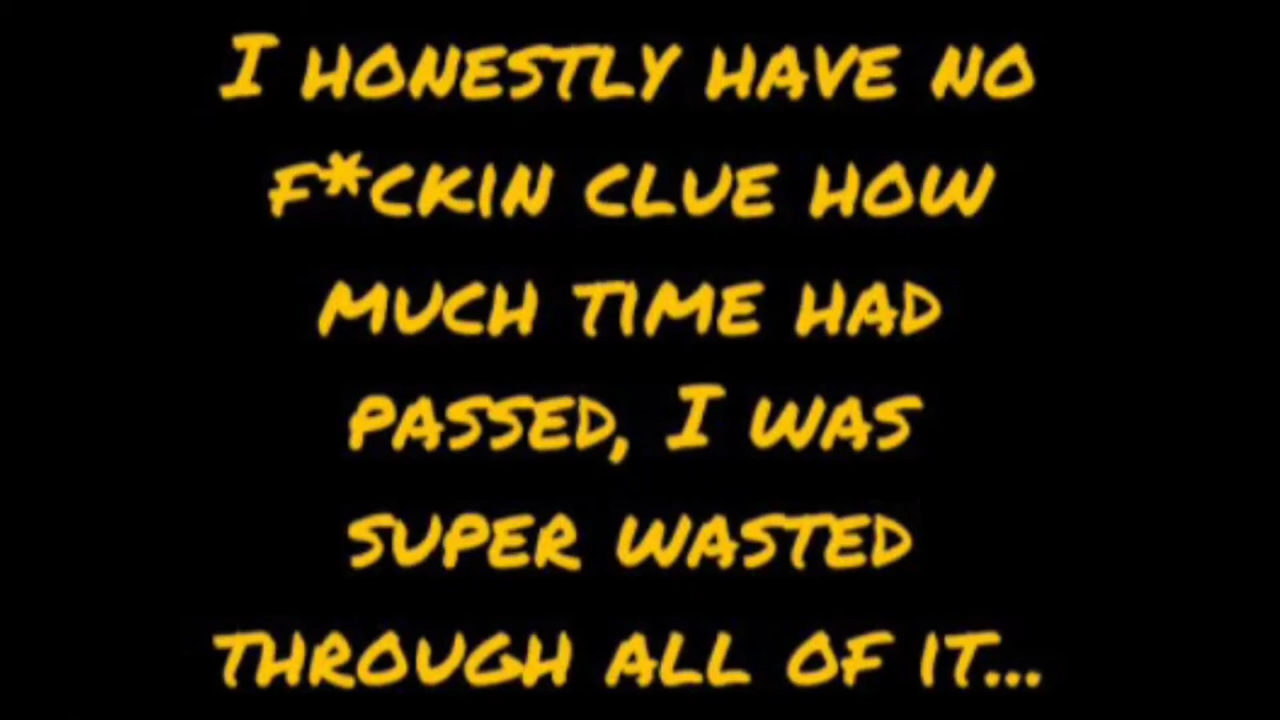 I HONESTLY HAVE NO
F*CKIN CLUE HOW
MUCH TIME HAD
PASSED, I WAS
SUPER WASTED
THROUGH ALL OF IT...